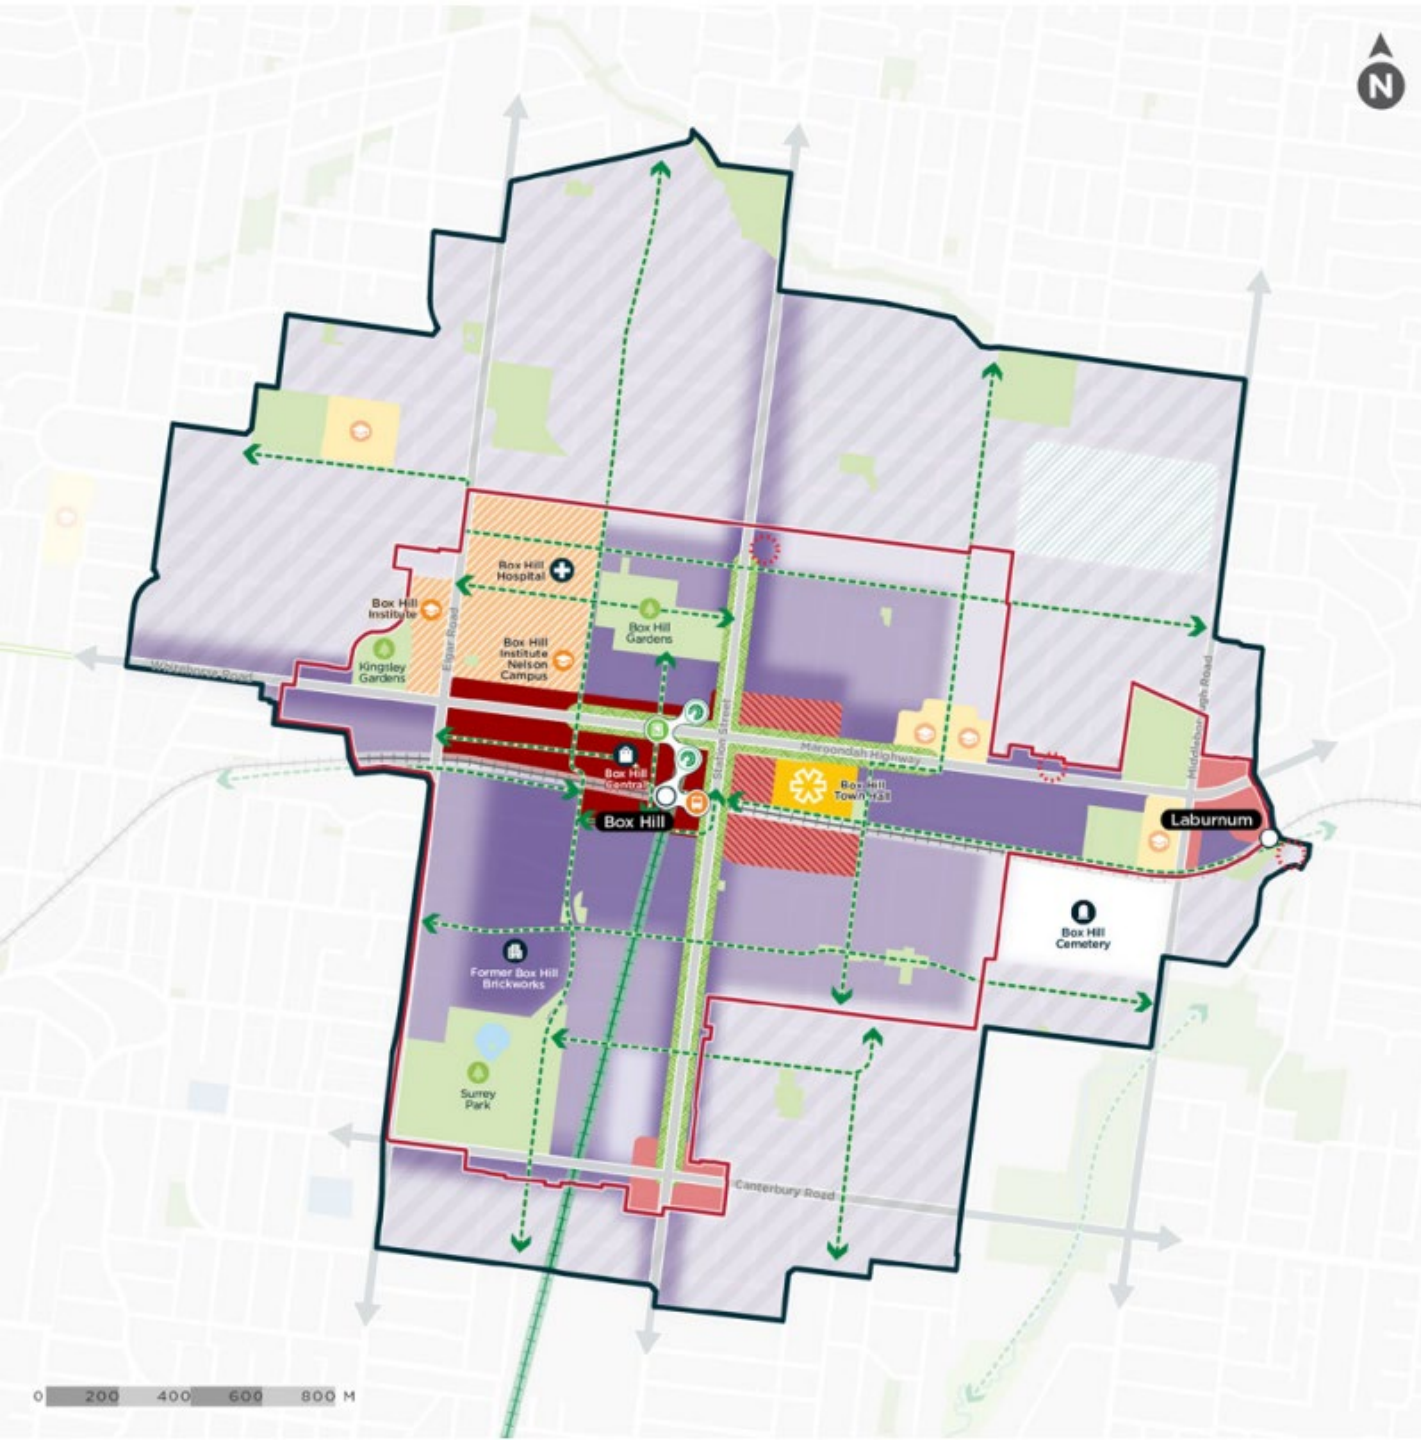 N
Box Hill
Hospital
Box Hill
Institute
Elgar Road
Box Hill
Gardens
Box Hill
Institute
Nelson
Campus
Kingsley
Gardens
Whitehorse Road
Middleborough Road
Station Street
Maroondah Highway
Box Hill
Central
Box Hill
Town Hall
Box Hill
Laburnum
Box Hill
Cemetery
Former Box Hill
Brickworks
Surrey
Park
Canterbury Road
0 200 400 600 800 M